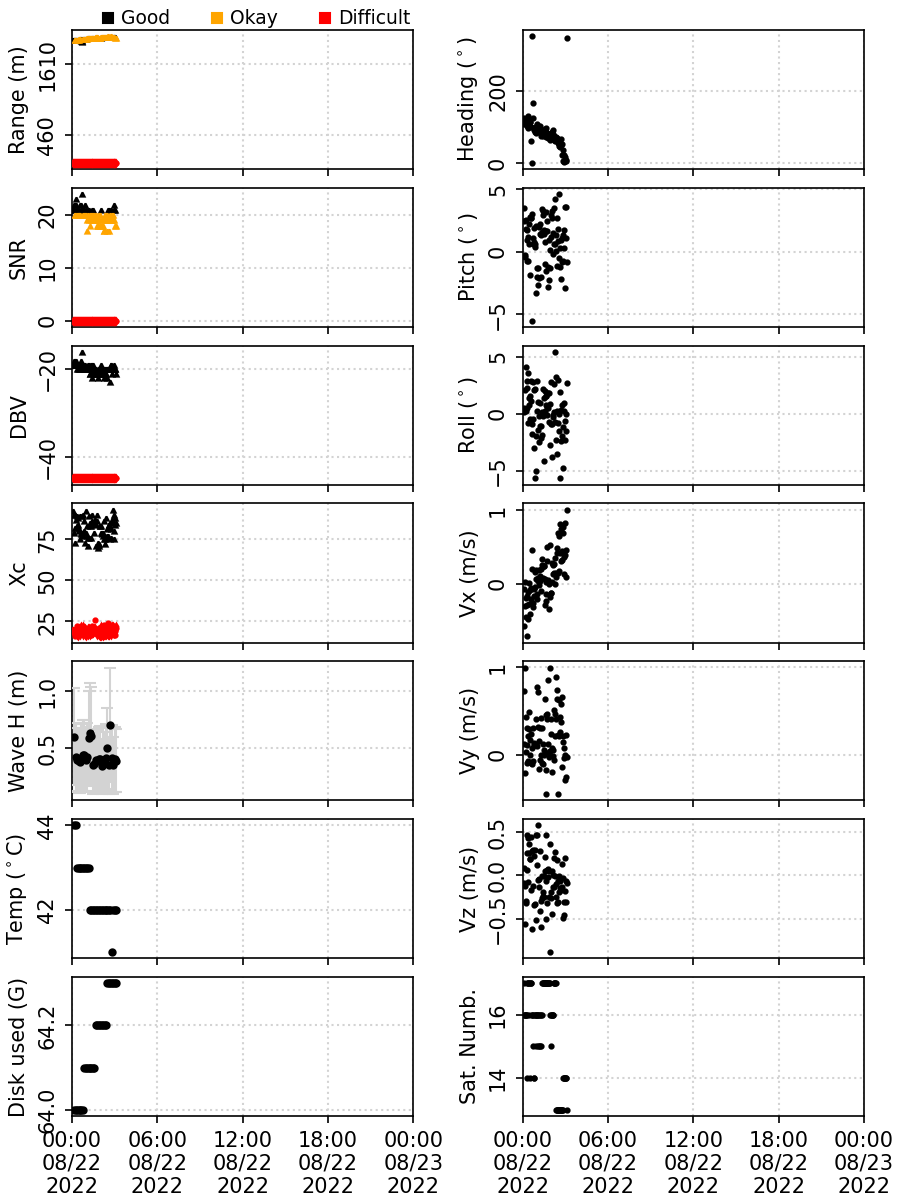 Good Okay Difficult
Range (m)
1610
460
Heading (°)
200
0
SNR
20
10
0
Pitch (°)
5
0
−5
DBV
−20
−40
Roll (°)
5
0
−5
Xc
75
50
25
Vx (m/s)
1
0
Wave H (m)
1.0
0.5
Vy (m/s)
1
0
Temp (°C)
44
42
Vz (m/s)
0.5
0.0
−0.5
Disk used (G)
64.2
64.0
Sat. Numb.
16
14
00:00 06:00 12:00 18:00 00:00
08/22 08/22 08/22 08/22 08/23
2022 2022 2022 2022 2022
00:00 06:00 12:00 18:00 00:00
08/22 08/22 08/22 08/22 08/23
2022 2022 2022 2022 2022